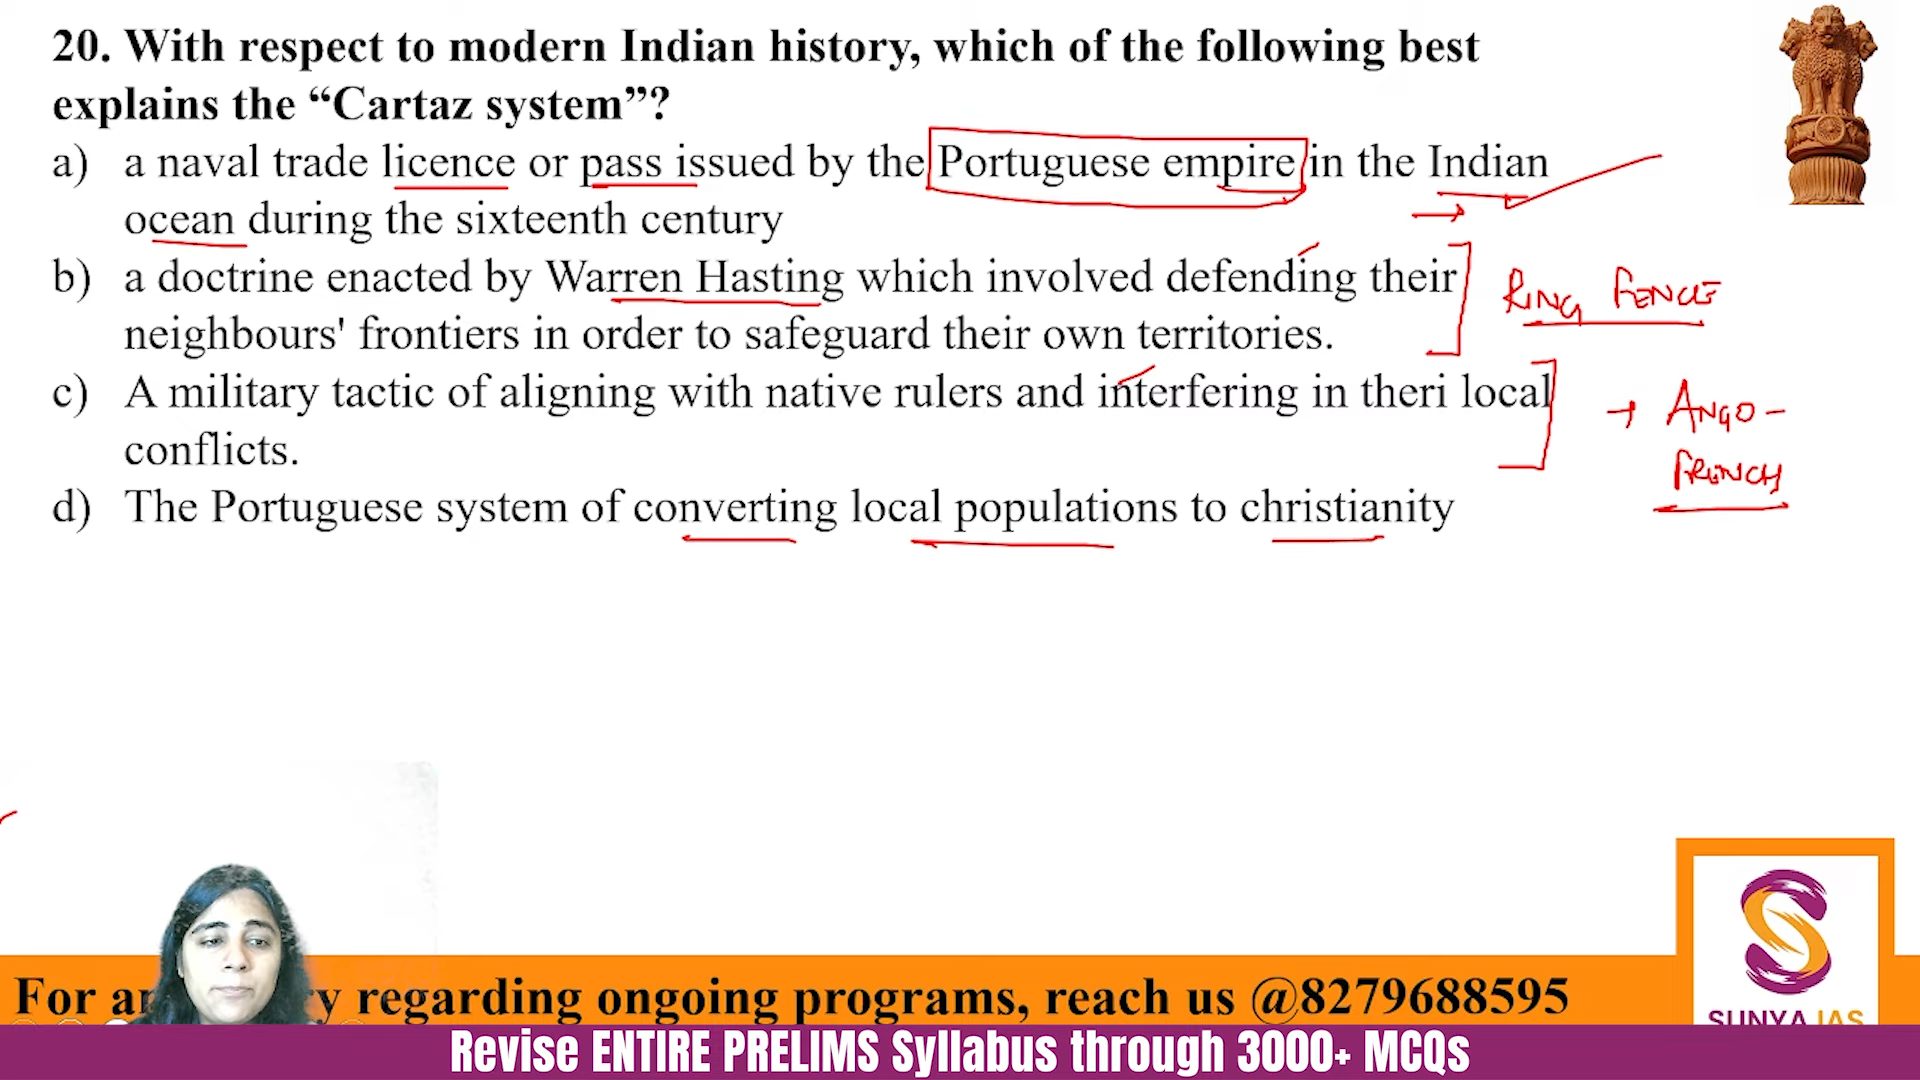 20. With respect to modern Indian history, which of the following best
explains the “Cartaz system”?
a) a naval trade licence or pass issued by the Portuguese empire in the Indian
ocean during the sixteenth century
b) a doctrine enacted by Warren Hasting which involved defending their
neighbours' frontiers in order to safeguard their own territories.
RING FENCE
c) A military tactic of aligning with native rulers and interfering in theri local
conflicts.
→ ANGO-
FRENCH
d) The Portuguese system of converting local populations to christianity
For regarding ongoing programs, reach us @8279688595
SUNYA IAS
Revise ENTIRE PRELIMS Syllabus through 3000+ MCQs